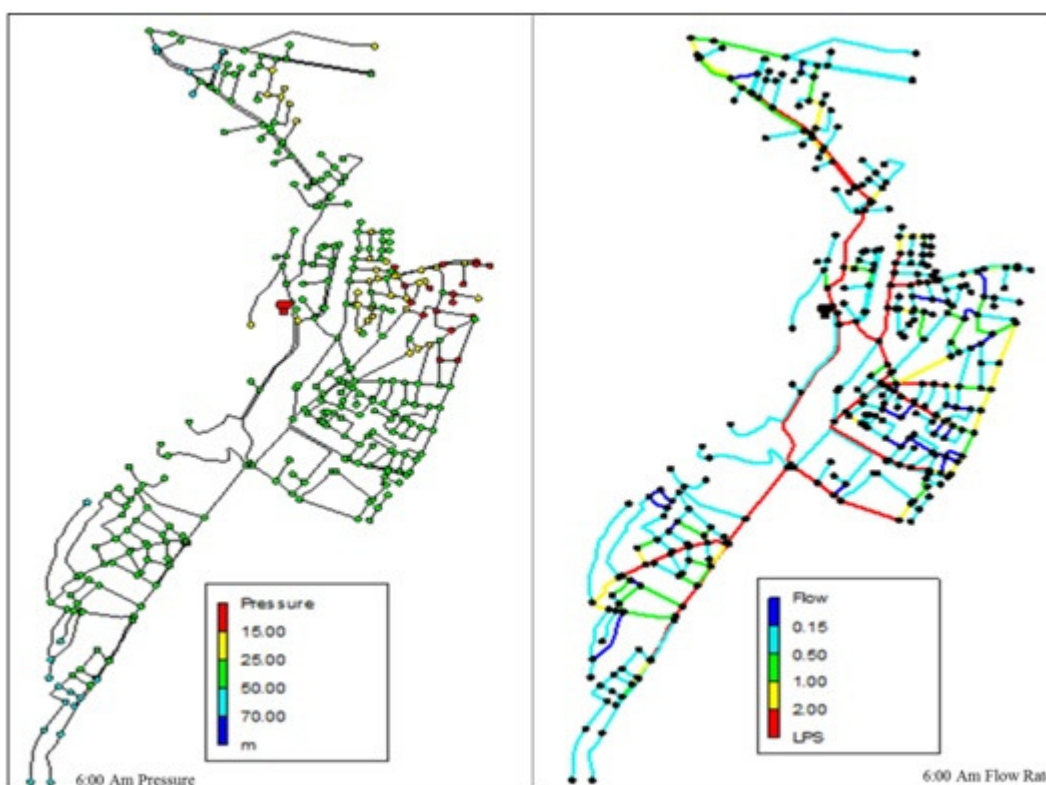 Pressure
15.00
25.00
50.00
70.00
m
6:00 Am Pressure
Flow
0.15
0.50
1.00
2.00
LPS
6:00 Am Flow Rat